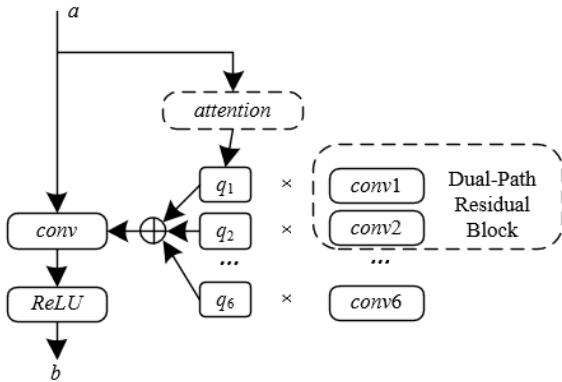 a
attention
q1 × conv1
Dual-Path
Residual
Block
conv
q2 × conv2
... ...
ReLU
q6 × conv6
b